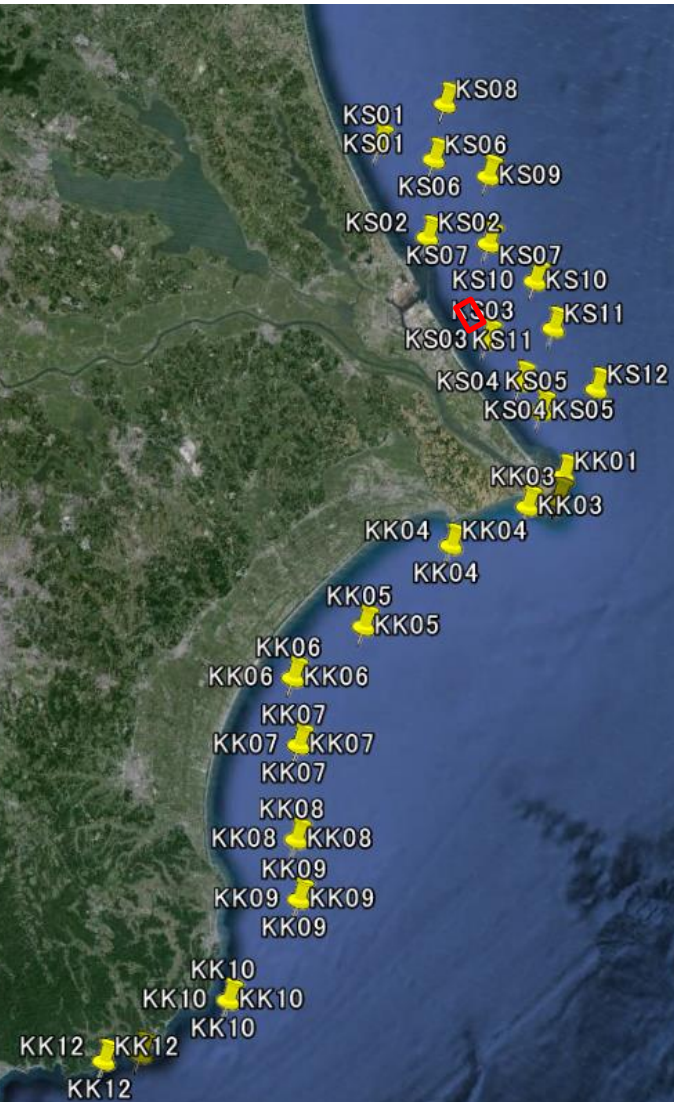 KS08
KS01
KS01
KS06
KS06
KS09
KS02 KS02
KS07 KS07
KS10 KS10
KS03
KS11
KS03 KS11
KS12
KS04 KS05
KS04 KS05
KK01
KK03
KK03
KK04 KK04
KK04
KK05
KK05
KK06
KK06 KK06
KK07
KK07 KK07
KK07
KK08
KK08 KK08
KK09
KK09 KK09
KK09
KK10
KK10 KK10
KK10
KK12 KK12
KK12